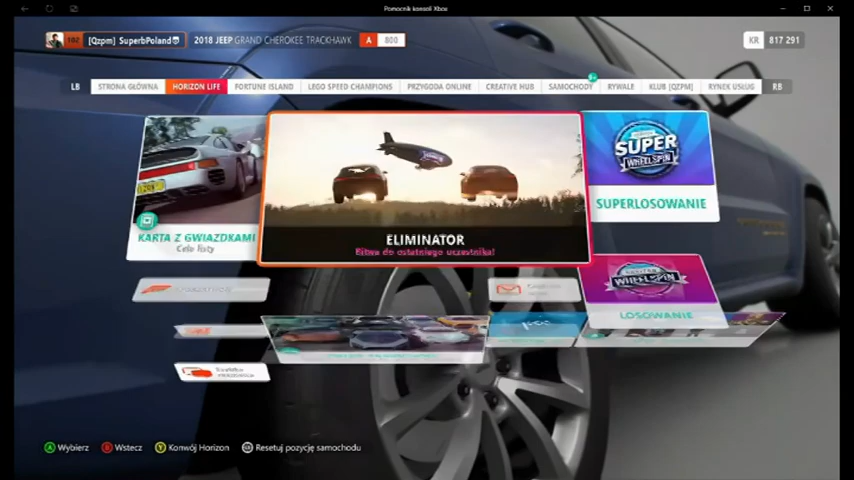 Pomocnik konsoli Xbox
182 [Qzpm] SuperbPoland
2018 JEEP GRAND CHEROKEE TRACKHAWK
A 800
KR 817 291
LB STRONA GŁÓWNA HORIZON LIFE FORTUNE ISLAND LEGO SPEED CHAMPIONS PRZYGODA ONLINE CREATIVE HUB SAMOCHODY RYWALE KLUB [QZPM] RYNEK USŁUG RB
KARTA Z GWIAZDKAMI
Cele listy
ELIMINATOR
Bitwa do ostatniego uczestnika!
SUPER
WHEELSPIN
SUPERLOSOWANIE
WHEELSPIN
LOSOWANIE
A Wybierz B Wstecz Y Konwój Horizon Resetuj pozycję samochodu